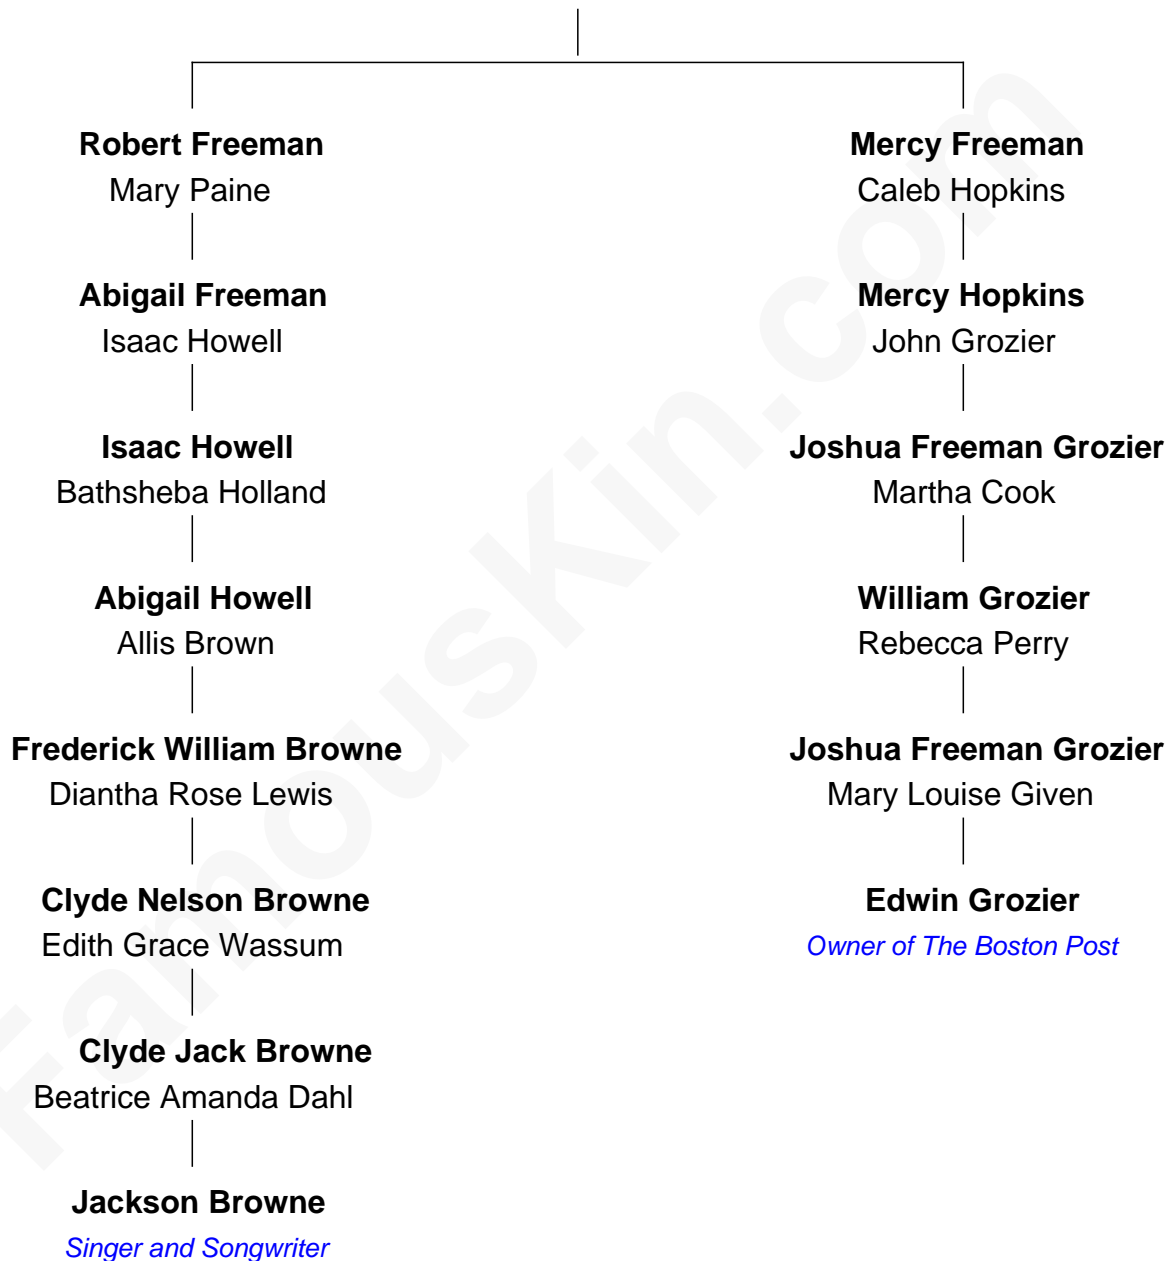 Robert Freeman
Mary Paine
Abigail Freeman
Isaac Howell
Isaac Howell
Bathsheba Holland
Abigail Howell
Allis Brown
Frederick William Browne
Diantha Rose Lewis
Clyde Nelson Browne
Edith Grace Wassum
Clyde Jack Browne
Beatrice Amanda Dahl
Jackson Browne
Singer and Songwriter
Mercy Freeman
Caleb Hopkins
Mercy Hopkins
John Grozier
Joshua Freeman Grozier
Martha Cook
William Grozier
Rebecca Perry
Joshua Freeman Grozier
Mary Louise Given
Edwin Grozier
Owner of The Boston Post
FamousKin.com